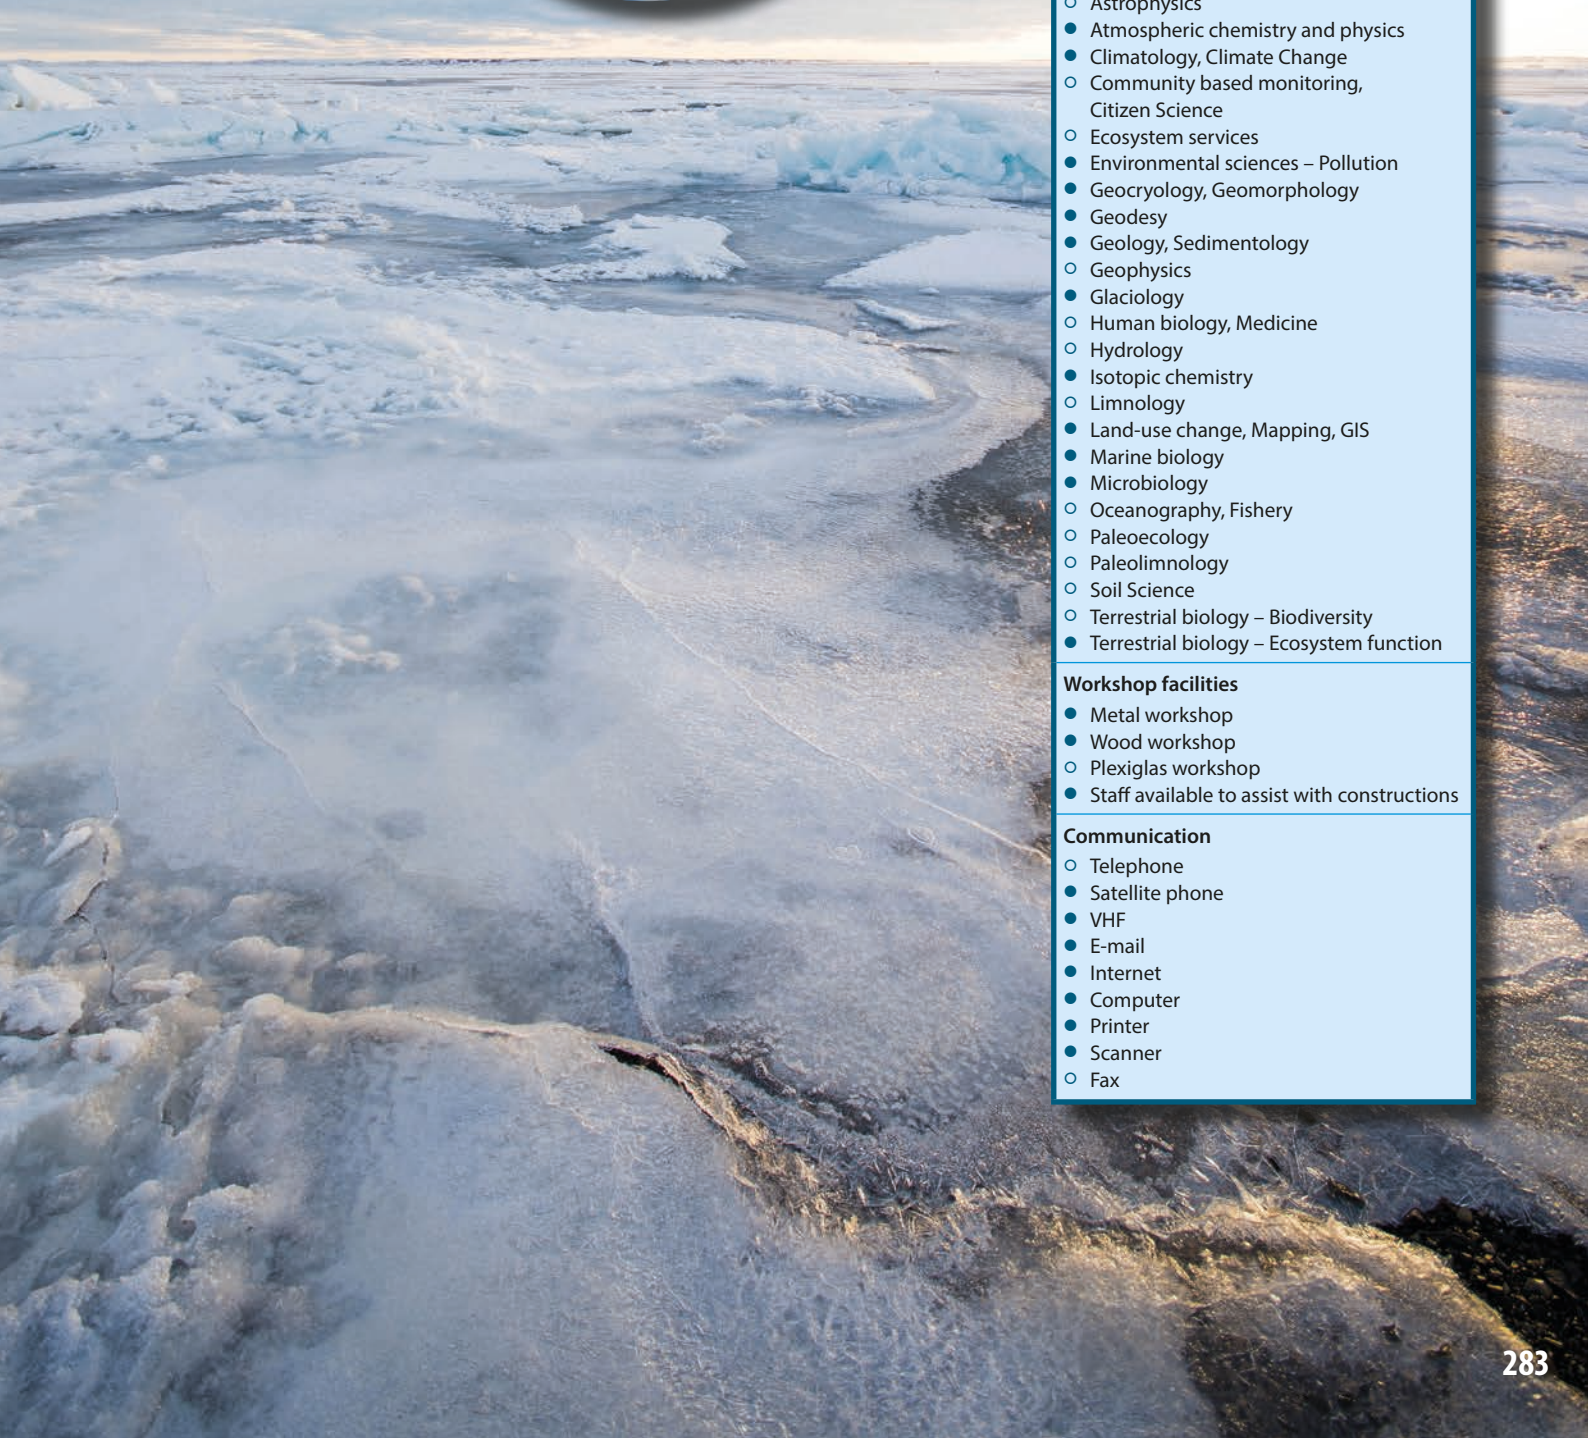 ○ Astrophysics
● Atmospheric chemistry and physics
● Climatology, Climate Change
○ Community based monitoring,
Citizen Science
○ Ecosystem services
● Environmental sciences – Pollution
● Geocryology, Geomorphology
● Geodesy
● Geology, Sedimentology
○ Geophysics
● Glaciology
○ Human biology, Medicine
○ Hydrology
● Isotopic chemistry
○ Limnology
● Land-use change, Mapping, GIS
● Marine biology
● Microbiology
○ Oceanography, Fishery
○ Paleoecology
○ Paleolimnology
○ Soil Science
○ Terrestrial biology – Biodiversity
● Terrestrial biology – Ecosystem function
Workshop facilities
● Metal workshop
● Wood workshop
○ Plexiglas workshop
● Staff available to assist with constructions
Communication
○ Telephone
● Satellite phone
● VHF
● E-mail
● Internet
● Computer
● Printer
● Scanner
○ Fax
283